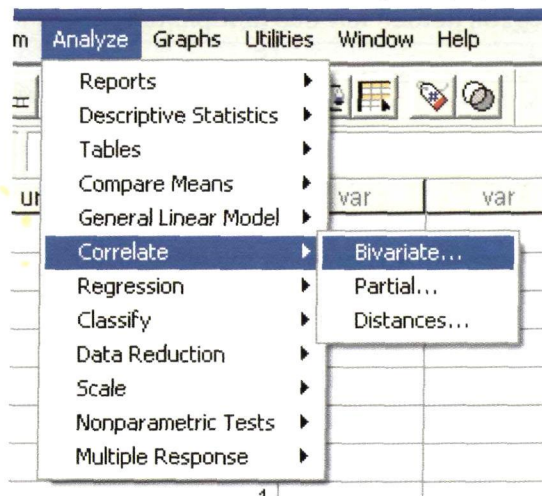 m Analyze Graphs Utilities Window Help
Reports
Descriptive Statistics
Tables
Compare Means
var var
General Linear Model
Correlate Bivariate...
Regression Partial...
Classify Distances...
Data Reduction
Scale
Nonparametric Tests
Multiple Response